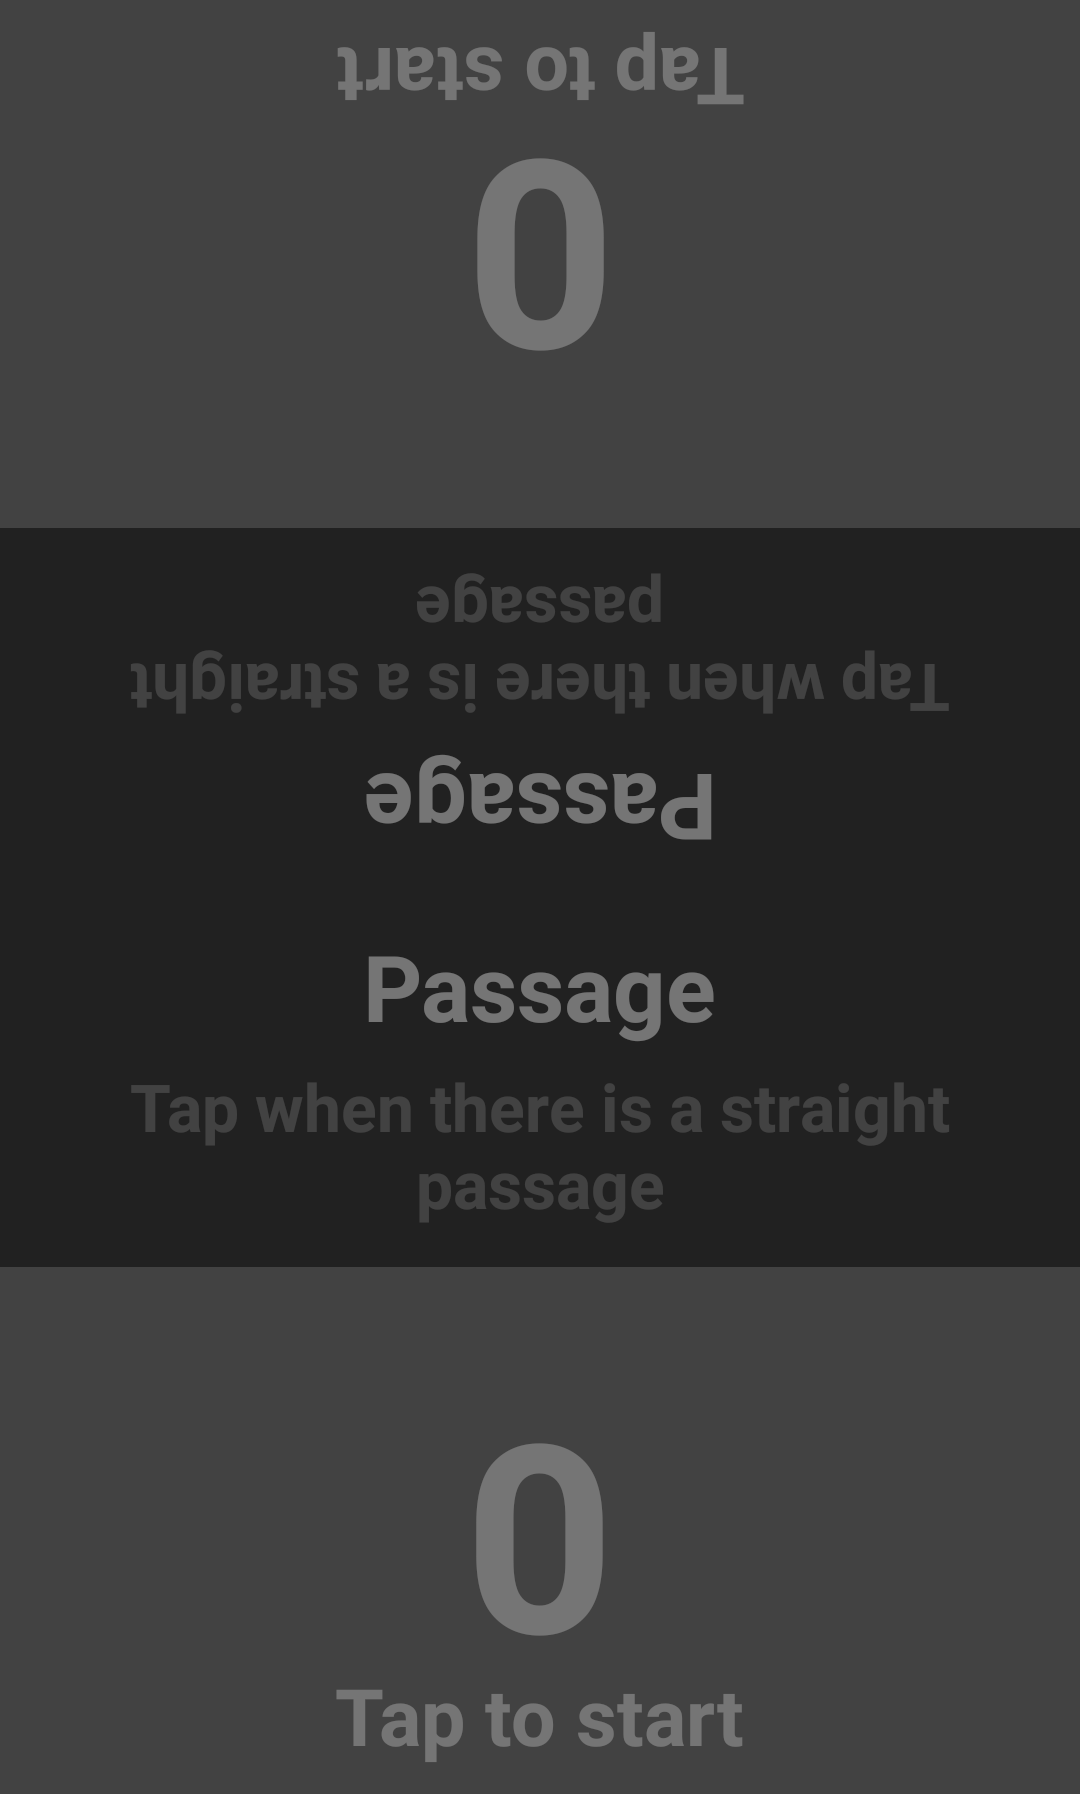 Tap to start
0
Tap when there is a straight
passage
Passage
Passage
Tap when there is a straight
passage
0
Tap to start